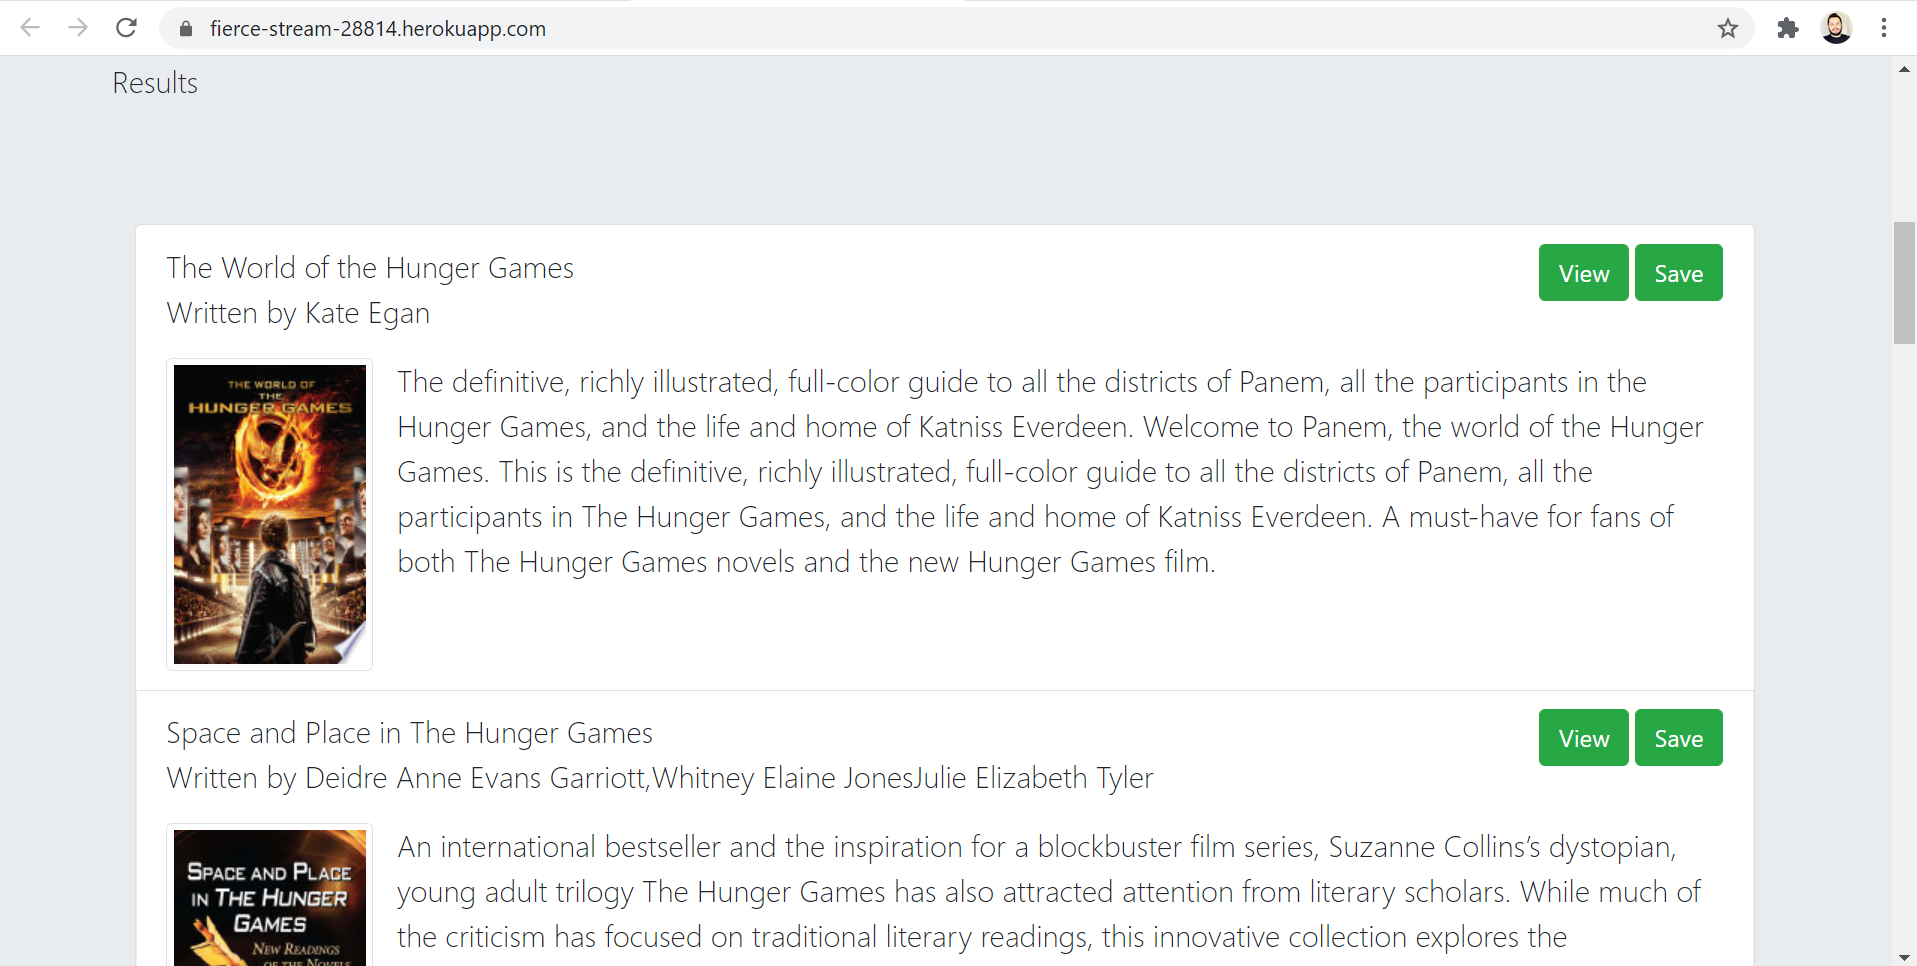 fierce-stream-28814.herokuapp.com
Results
The World of the Hunger Games
View Save
Written by Kate Egan
THE WORLD OF
THE
HUNGER GAMES
The definitive, richly illustrated, full-color guide to all the districts of Panem, all the participants in the
Hunger Games, and the life and home of Katniss Everdeen. Welcome to Panem, the world of the Hunger
Games. This is the definitive, richly illustrated, full-color guide to all the districts of Panem, all the
participants in The Hunger Games, and the life and home of Katniss Everdeen. A must-have for fans of
both The Hunger Games novels and the new Hunger Games film.
Space and Place in The Hunger Games
View Save
Written by Deidre Anne Evans Garriott,Whitney Elaine JonesJulie Elizabeth Tyler
SPACE AND PLACE
IN THE HUNGER
GAMES
NEW READINGS
OF THE NOVELS
An international bestseller and the inspiration for a blockbuster film series, Suzanne Collins’s dystopian,
young adult trilogy The Hunger Games has also attracted attention from literary scholars. While much of
the criticism has focused on traditional literary readings, this innovative collection explores the